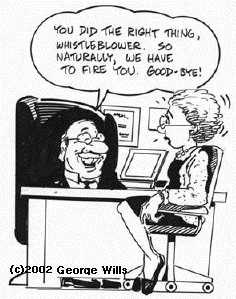 YOU DID THE RIGHT THING,
WHISTLEBLOWER. SO
NATURALLY, WE HAVE
TO FIRE YOU. GOOD-BYE!
(c)2002 George Wills